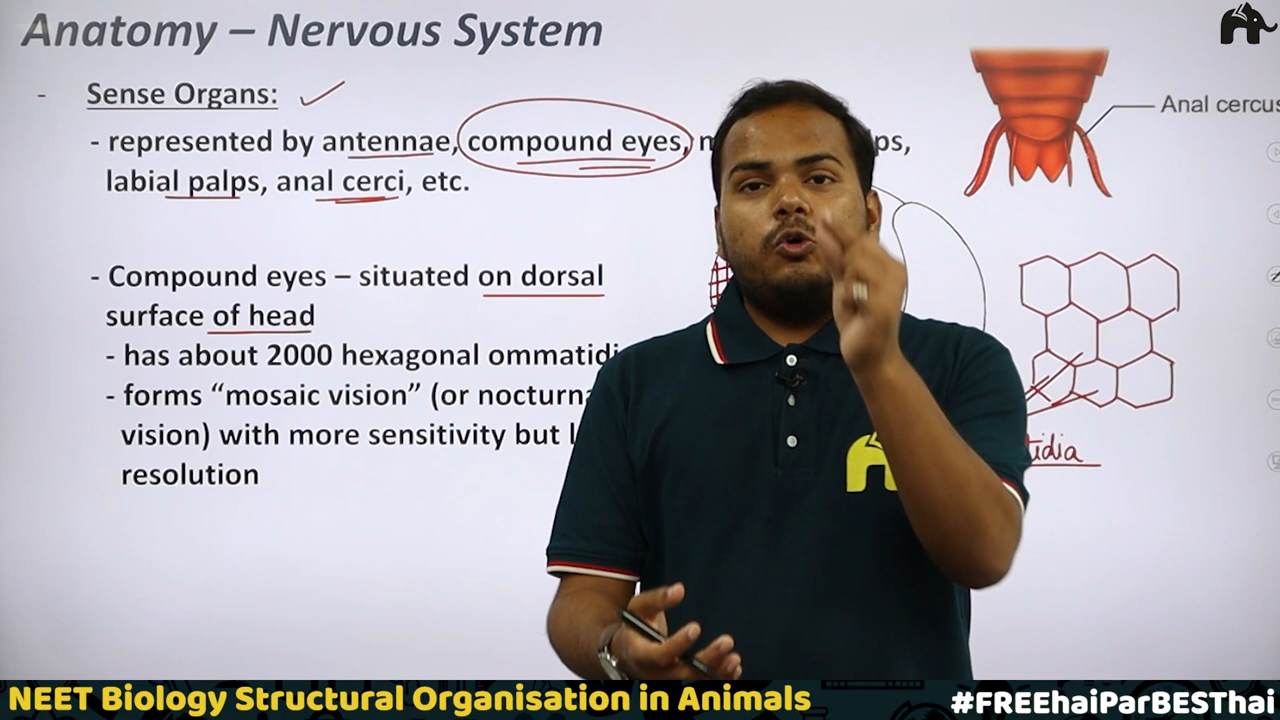 Anatomy – Nervous System
- Sense Organs:
Anal cercus
- represented by antennae, compound eyes,
labial palps, anal cerci, etc.
- Compound eyes – situated on dorsal
surface of head
- has about 2000 hexagonal
- forms “mosaic vision” (or
vision) with more sensitivity but
resolution
NEET Biology Structural Organisation in Animals
#FREEhaiParBESThai